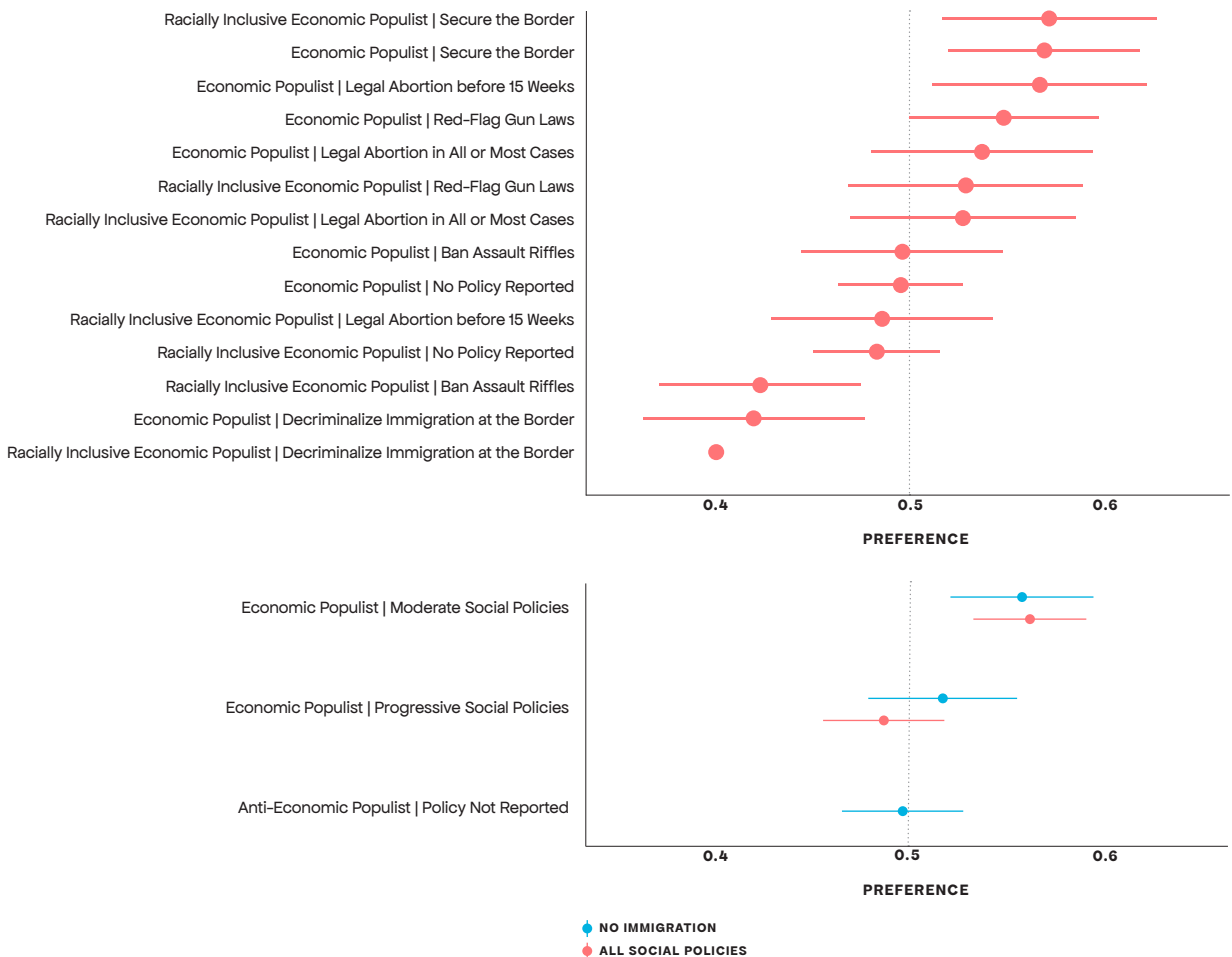 Racially Inclusive Economic Populist | Secure the Border
Economic Populist | Secure the Border
Economic Populist | Legal Abortion before 15 Weeks
Economic Populist | Red-Flag Gun Laws
Economic Populist | Legal Abortion in All or Most Cases
Racially Inclusive Economic Populist | Red-Flag Gun Laws
Racially Inclusive Economic Populist | Legal Abortion in All or Most Cases
Economic Populist | Ban Assault Riffles
Economic Populist | No Policy Reported
Racially Inclusive Economic Populist | Legal Abortion before 15 Weeks
Racially Inclusive Economic Populist | No Policy Reported
Racially Inclusive Economic Populist | Ban Assault Riffles
Economic Populist | Decriminalize Immigration at the Border
Racially Inclusive Economic Populist | Decriminalize Immigration at the Border
0.4 0.5 0.6
PREFERENCE
Economic Populist | Moderate Social Policies
Economic Populist | Progressive Social Policies
Anti-Economic Populist | Policy Not Reported
0.4 0.5 0.6
PREFERENCE
NO IMMIGRATION
ALL SOCIAL POLICIES